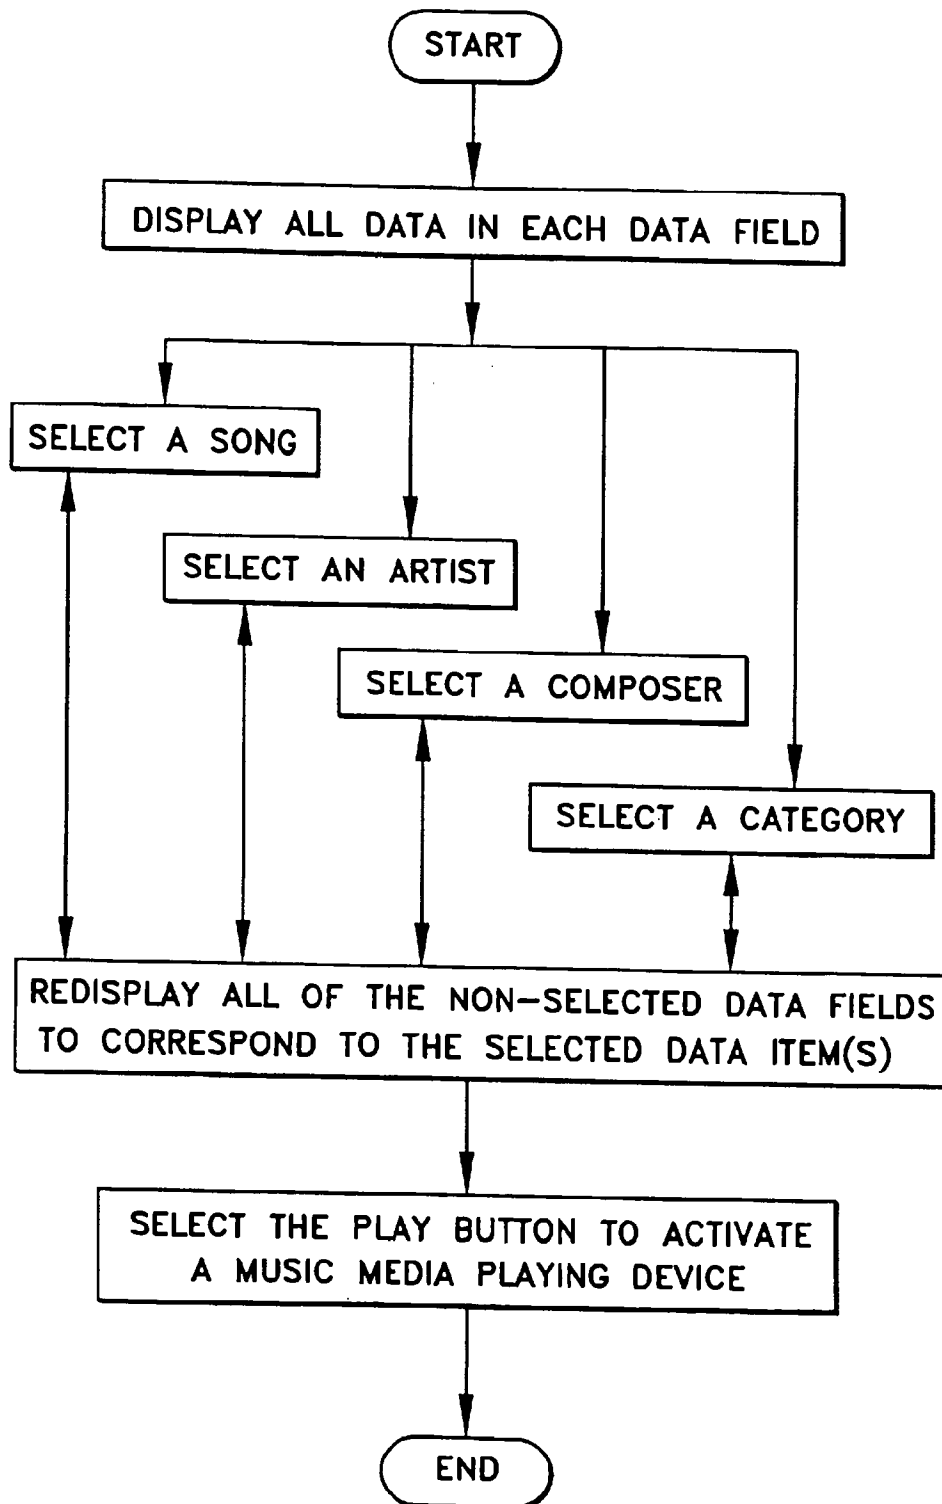 START
DISPLAY ALL DATA IN EACH DATA FIELD
SELECT A SONG
SELECT AN ARTIST
SELECT A COMPOSER
SELECT A CATEGORY
REDISPLAY ALL OF THE NON-SELECTED DATA FIELDS
TO CORRESPOND TO THE SELECTED DATA ITEM(S)
SELECT THE PLAY BUTTON TO ACTIVATE
A MUSIC MEDIA PLAYING DEVICE
END